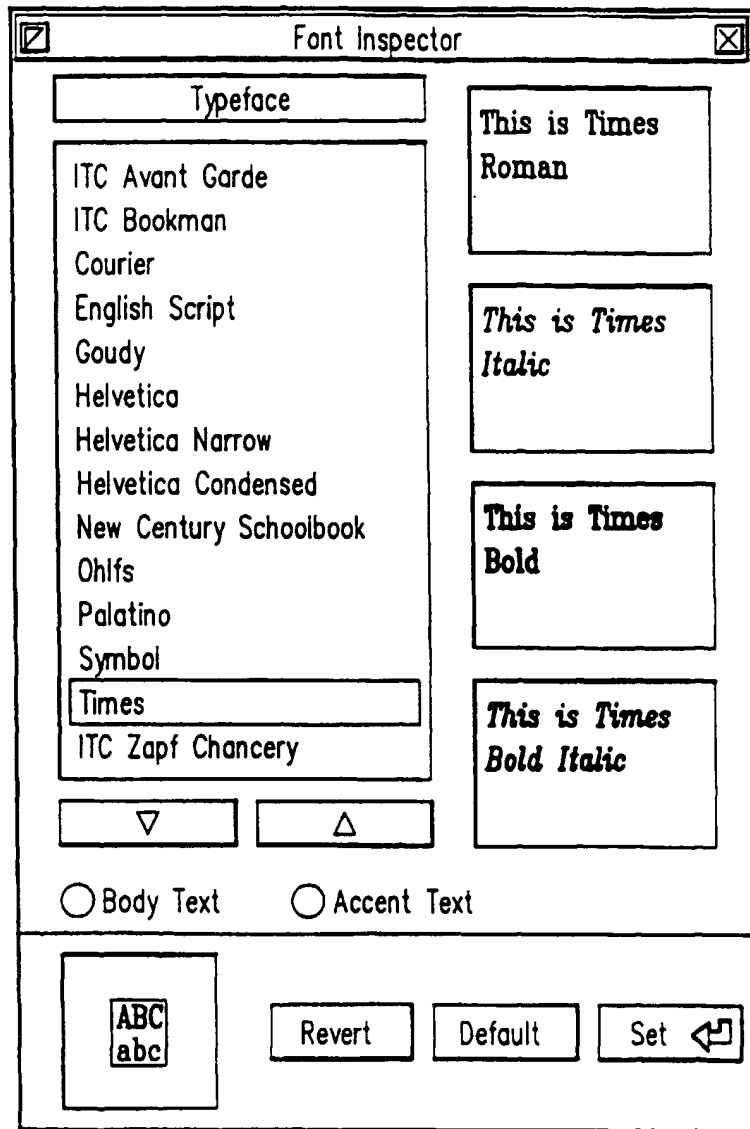 Font Inspector
Typeface
ITC Avant Garde
ITC Bookman
Courier
English Script
Goudy
Helvetica
Helvetica Narrow
Helvetica Condensed
New Century Schoolbook
Ohlfs
Palatino
Symbol
Times
ITC Zapf Chancery
This is Times
Roman
This is Times
Italic
This is Times
Bold
This is Times
Bold Italic
Body Text
Accent Text
ABC
abc
Revert
Default
Set